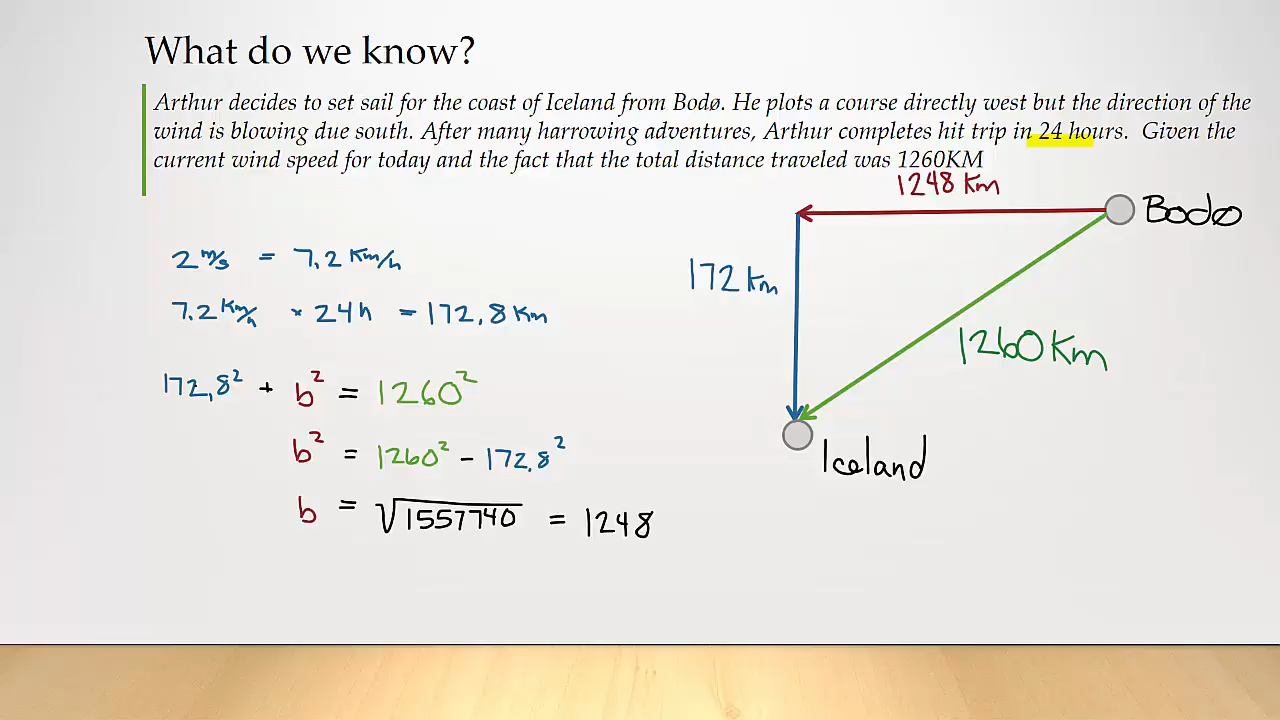 What do we know?
Arthur decides to set sail for the coast of Iceland from Bodø. He plots a course directly west but the direction of the
wind is blowing due south. After many harrowing adventures, Arthur completes hit trip in 24 hours. Given the
current wind speed for today and the fact that the total distance traveled was 1260KM
1248 Km
Bodø
2 m/s = 7.2 Km/h
172 Km
7.2 Km/h * 24h = 172,8 Km
1260 Km
172,8² + b² = 1260²
b² = 1260² - 172.8²
Iceland
b = √1557740 = 1248